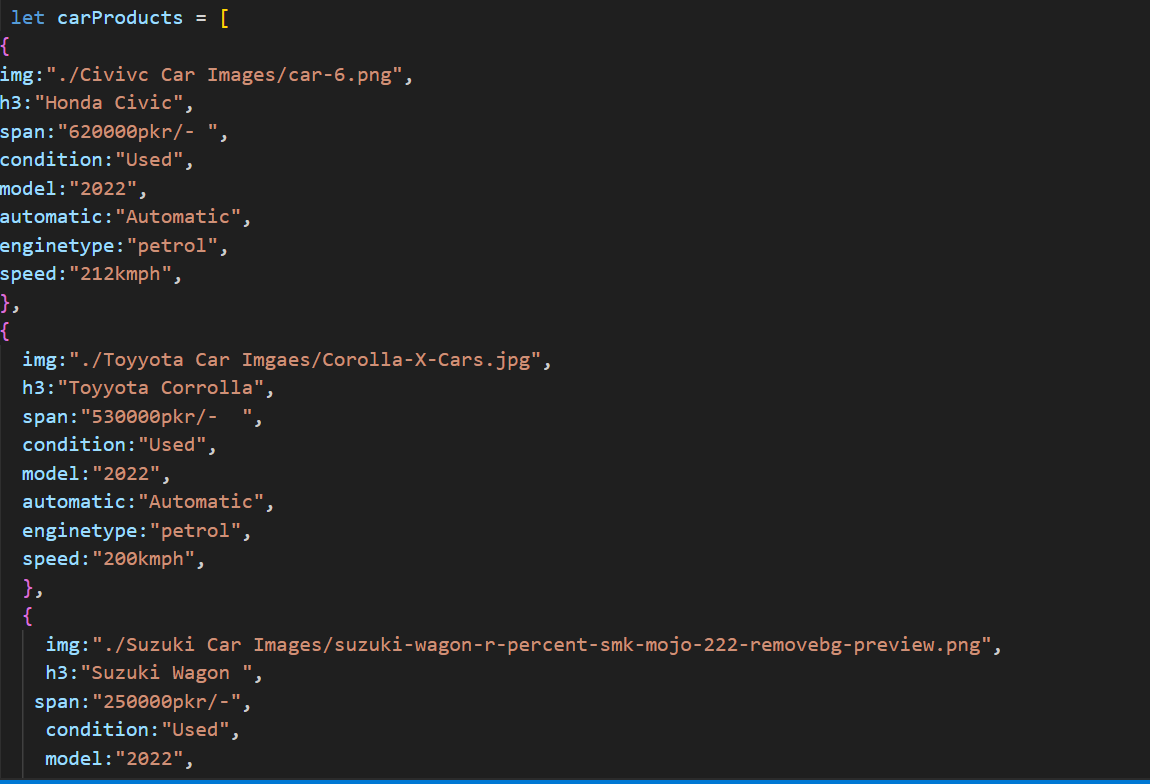 let carProducts = [
{
img:"./Civivc Car Images/car-6.png",
h3:"Honda Civic",
span:"620000pkr/- ",
condition:"Used",
model:"2022",
automatic:"Automatic",
enginetype:"petrol",
speed:"212kmph",
},
{
img:"./Toyyota Car Imgaes/Corolla-X-Cars.jpg",
h3:"Toyyota Corrolla",
span:"530000pkr/-  ",
condition:"Used",
model:"2022",
automatic:"Automatic",
enginetype:"petrol",
speed:"200kmph",
},
{
img:"./Suzuki Car Images/suzuki-wagon-r-percent-smk-mojo-222-removebg-preview.png",
h3:"Suzuki Wagon ",
span:"250000pkr/-",
condition:"Used",
model:"2022",